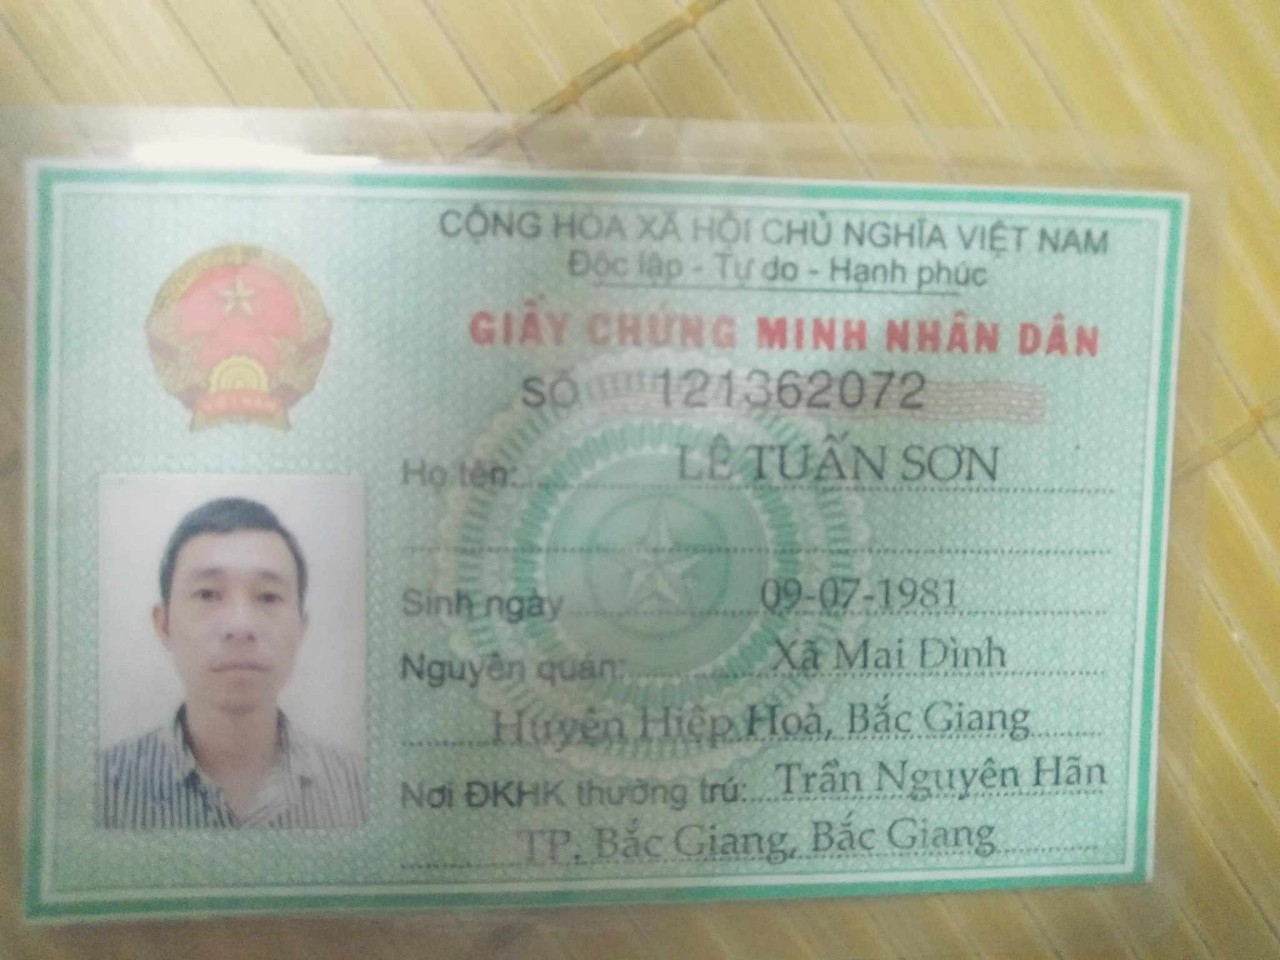 CỘNG HÒA XÃ HỘI CHỦ NGHĨA VIỆT NAM
Độc lập - Tự do - Hạnh phúc
GIẤY CHỨNG MINH NHÂN DÂN
SỐ 121362072
Họ tên: LÊ TUẤN SƠN
Sinh ngày 09-07-1981
Nguyên quán: Xã Mai Đình
Huyện Hiệp Hoà, Bắc Giang
Nơi ĐKHK thường trú: Trần Nguyên Hãn
TP. Bắc Giang, Bắc Giang
VIỆT NAM